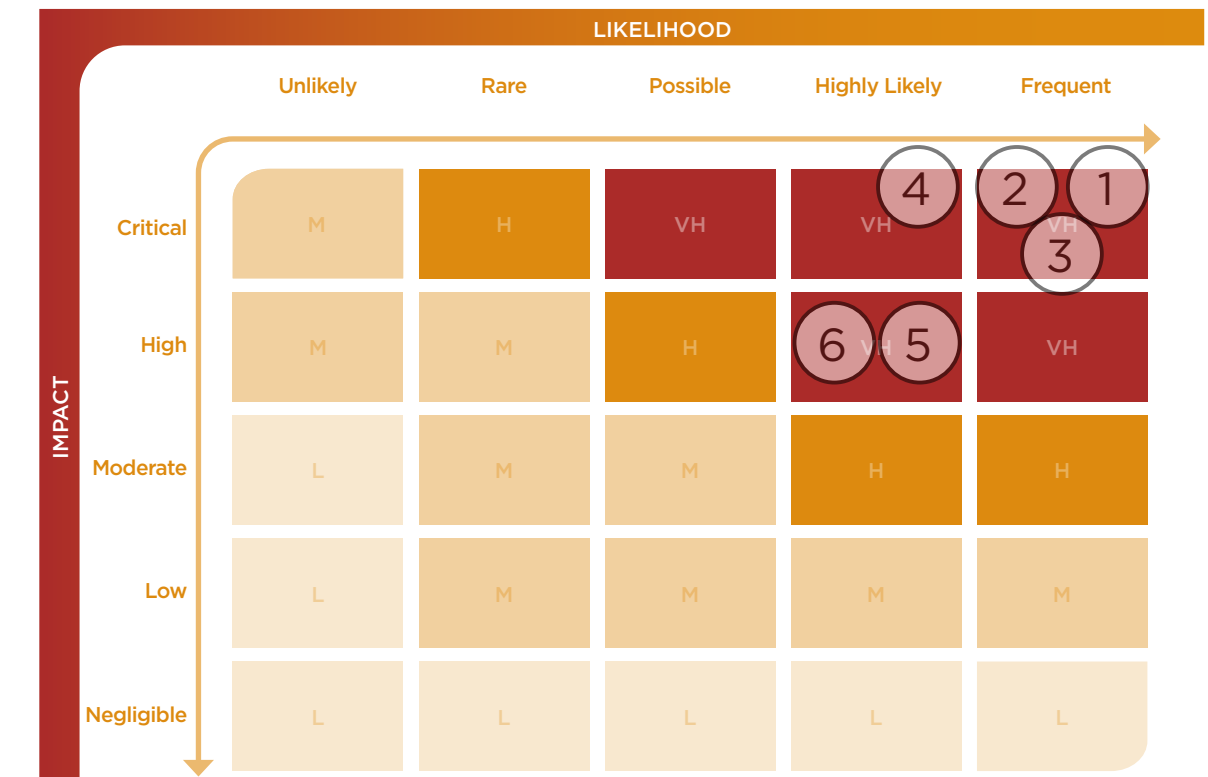 LIKELIHOOD
Unlikely Rare Possible Highly Likely Frequent
4 2 1
Critical M H VH VH VH
3
High M M H VH VH
6 5
IMPACT
Moderate L M M H H
Low L M M M M
Negligible L L L L L